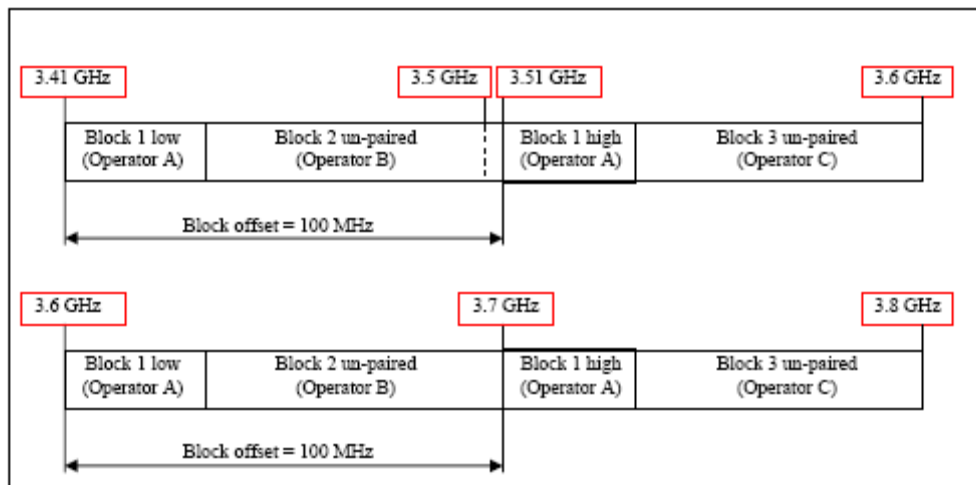 3.41 GHz 3.5 GHz 3.51 GHz 3.6 GHz
Block 1 low Block 2 un-paired Block 1 high Block 3 un-paired
(Operator A) (Operator B) (Operator A) (Operator C)
Block offset = 100 MHz
3.6 GHz 3.7 GHz 3.8 GHz
Block 1 low Block 2 un-paired Block 1 high Block 3 un-paired
(Operator A) (Operator B) (Operator A) (Operator C)
Block offset = 100 MHz